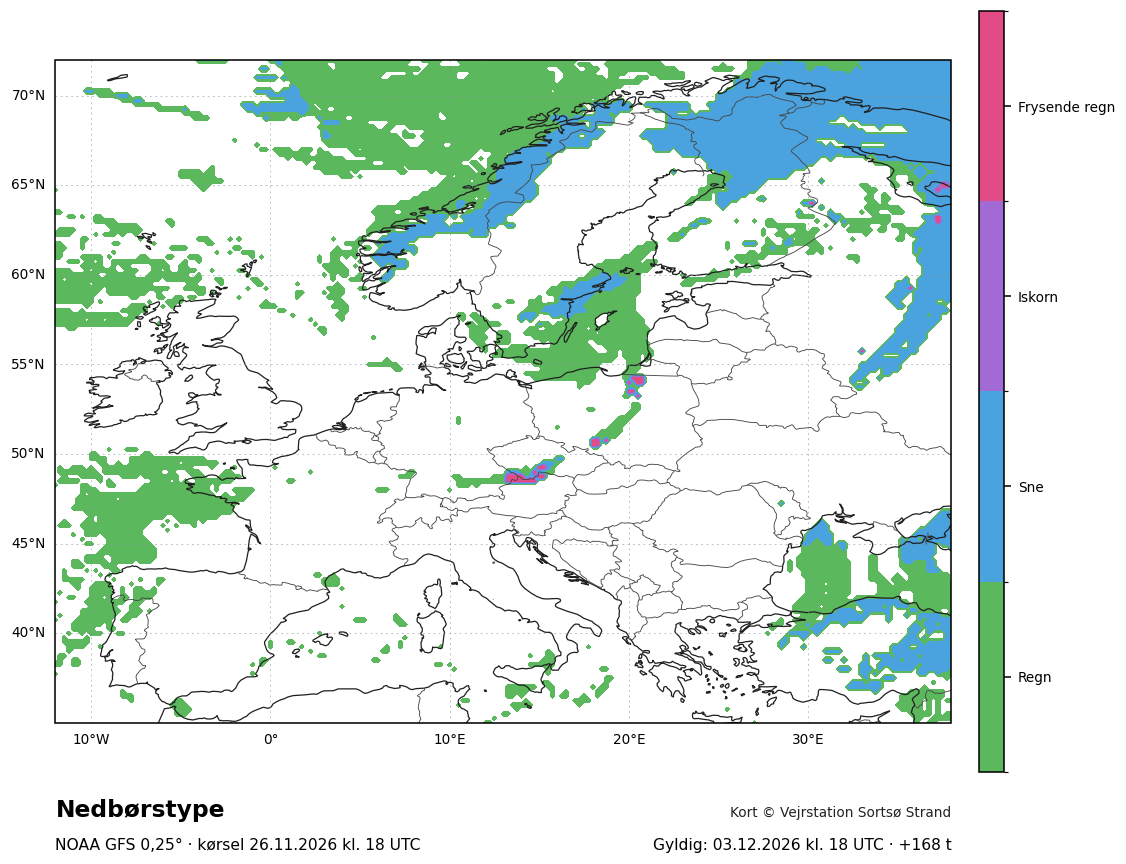 70°N
65°N
60°N
55°N
50°N
45°N
40°N
10°W
0°
10°E
20°E
30°E
Frysende regn
Iskorn
Sne
Regn
Nedbørstype
Kort © Vejrstation Sortsø Strand
NOAA GFS 0,25° · kørsel 26.11.2026 kl. 18 UTC
Gyldig: 03.12.2026 kl. 18 UTC · +168 t